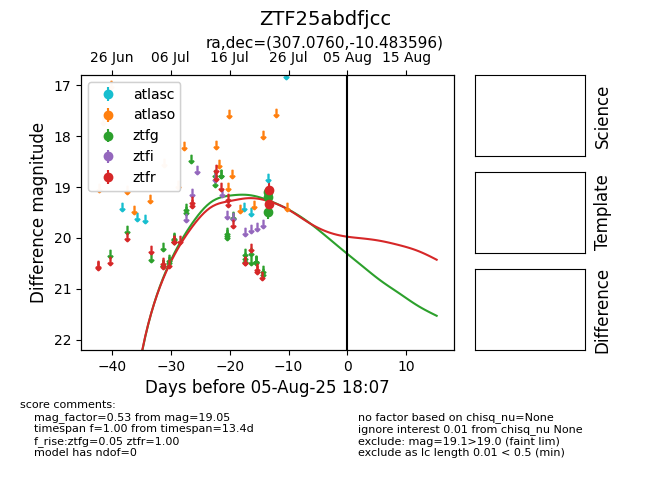 ZTF25abdfjcc
ra,dec=(307.0760,-10.483596)
26 Jun 06 Jul 16 Jul 26 Jul 05 Aug 15 Aug
17
18
19
20
21
22
Difference magnitude
atlasc
atlaso
ztfg
ztfi
ztfr
−40 −30 −20 −10 0 10
Days before 05-Aug-25 18:07
Science
Template
Difference
score comments:
mag_factor=0.53 from mag=19.05
timespan f=1.00 from timespan=13.4d
f_rise:ztfg=0.05 ztfr=1.00
model has ndof=0
no factor based on chisq_nu=None
ignore interest 0.01 from chisq_nu None
exclude: mag=19.1>19.0 (faint lim)
exclude as lc length 0.01 < 0.5 (min)